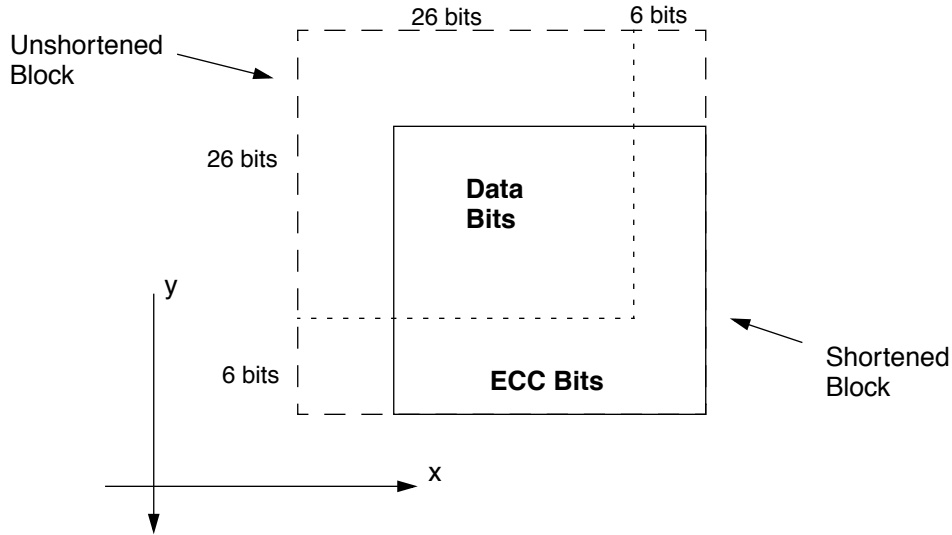 26 bits
6 bits
Unshortened
Block
26 bits
Data
Bits
y
Shortened
Block
6 bits
ECC Bits
x